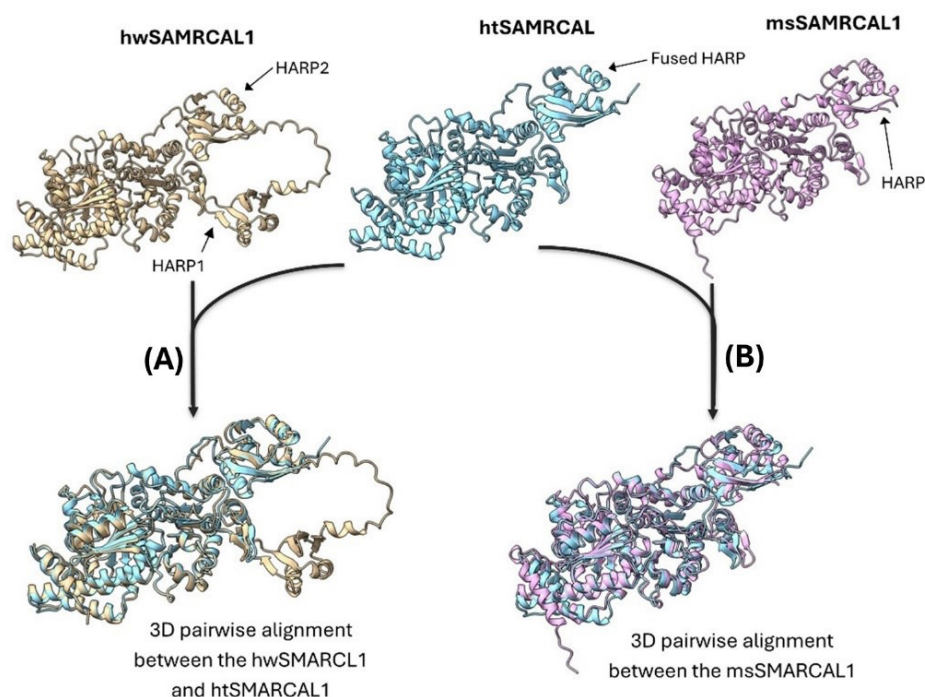 hwSAMRCAL1
htSAMRCAL
msSAMRCAL1
HARP2
Fused HARP
HARP
HARP1
(A)
(B)
3D pairwise alignment
between the hwSMARCL1
and htSMARCAL1
3D pairwise alignment
between the msSMARCAL1